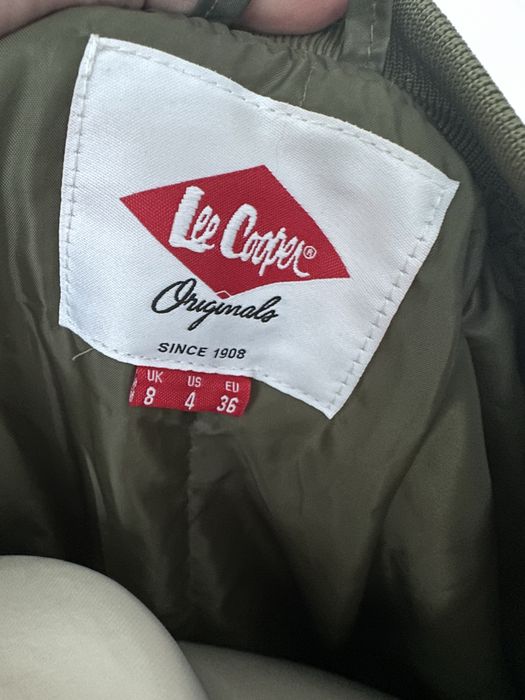 Lee Cooper®
Originals
SINCE 1908
UK US EU
8 4 36